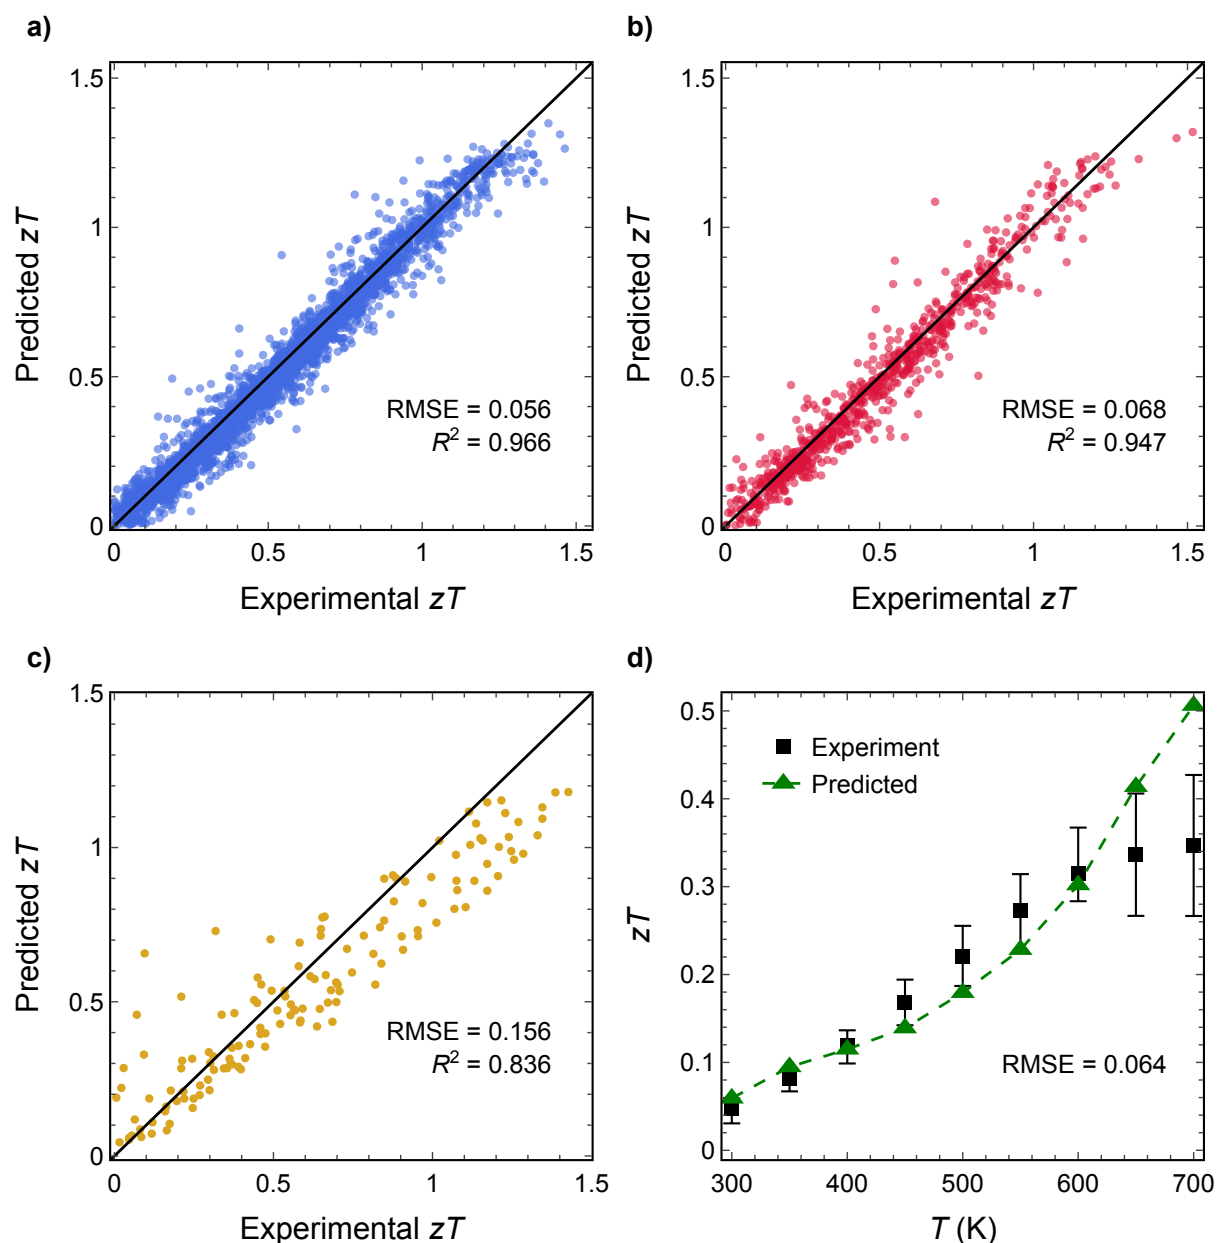 a)
1.5
1
0.5
0
Predicted zT
RMSE = 0.056
R² = 0.966
0 0.5 1 1.5
Experimental zT
b)
1.5
1
0.5
0
Predicted zT
RMSE = 0.068
R² = 0.947
0 0.5 1 1.5
Experimental zT
c)
1.5
1
0.5
0
Predicted zT
RMSE = 0.156
R² = 0.836
0 0.5 1 1.5
Experimental zT
d)
0.5
0.4
0.3
0.2
0.1
0
zT
Experiment
Predicted
RMSE = 0.064
300 400 500 600 700
T (K)